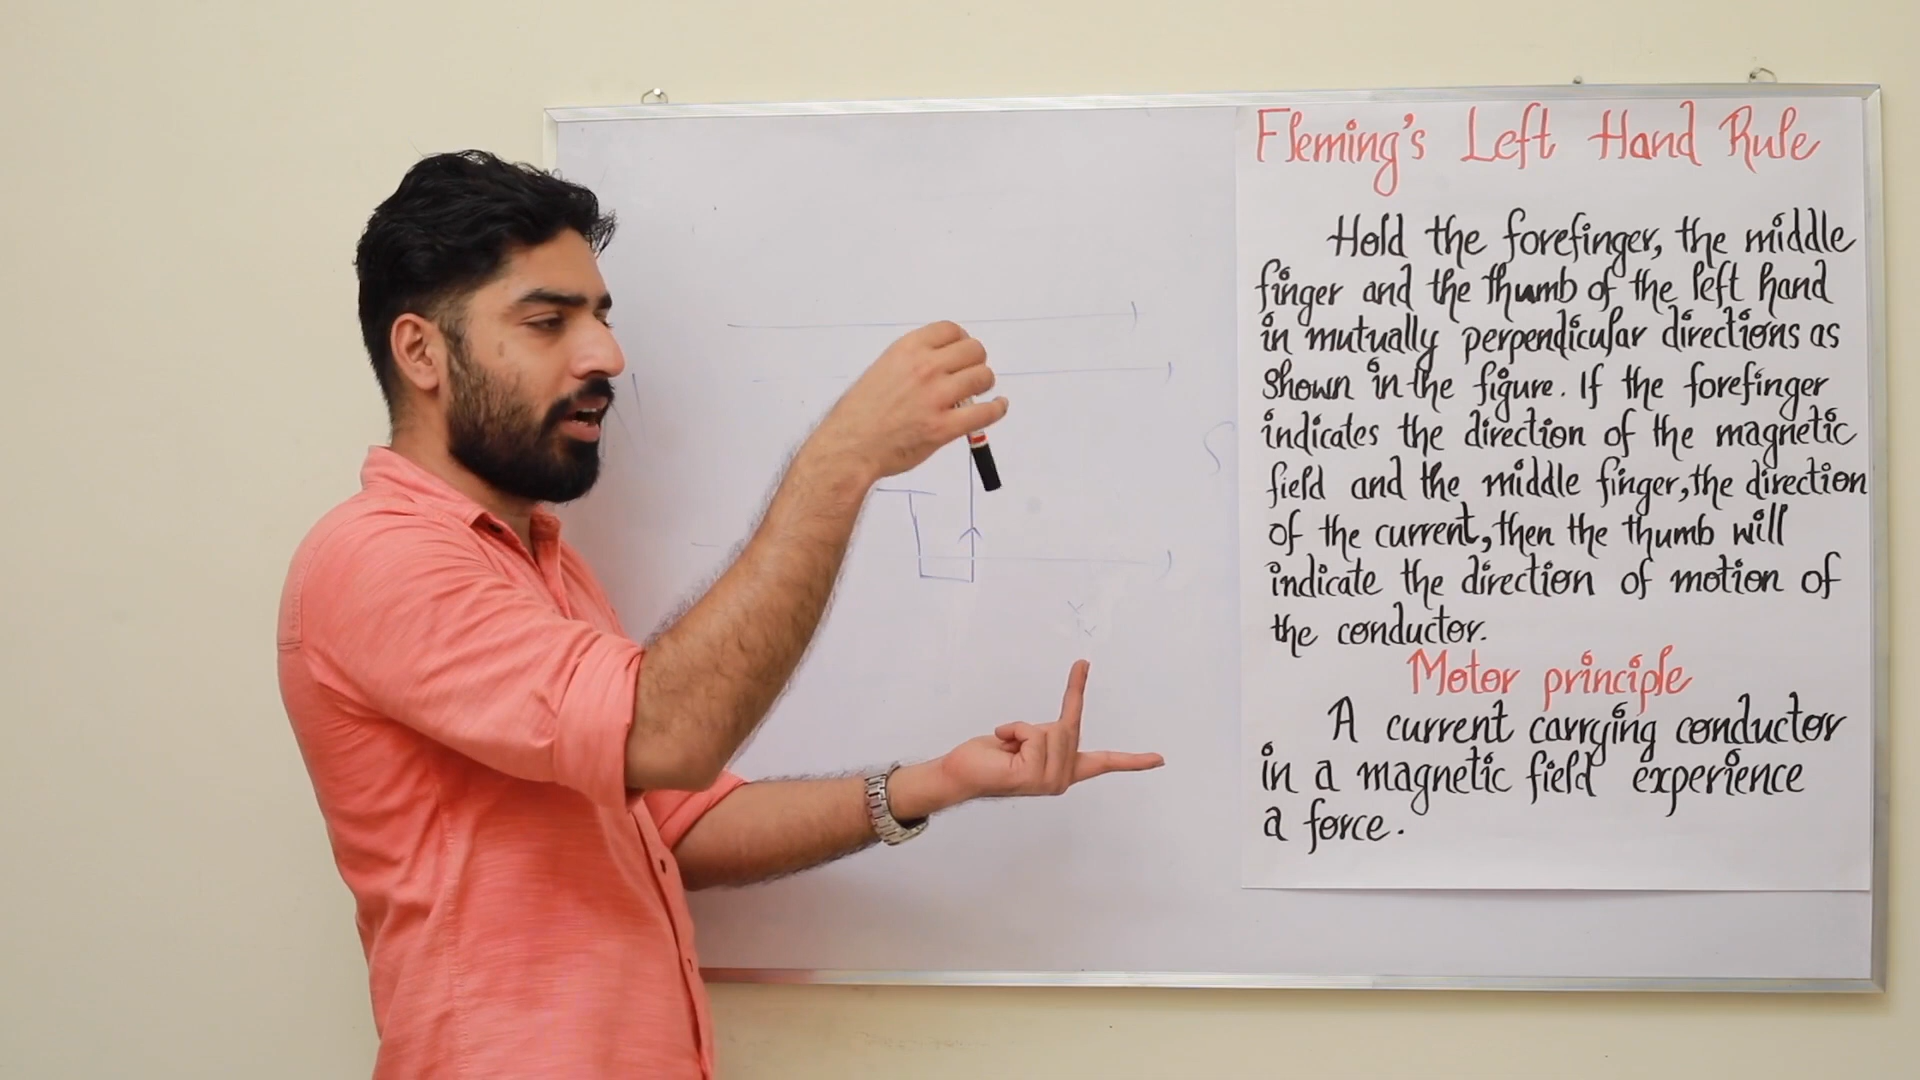 Fleming's Left Hand Rule
Hold the forefinger, the middle
finger and the thumb of the left hand
in mutually perpendicular directions as
shown in the figure. If the forefinger
indicates the direction of the magnetic
field and the middle finger, the direction
of the current, then the thumb will
indicate the direction of motion of
the conductor.
Motor principle
A current carrying conductor
in a magnetic field experience
a force.
N
S